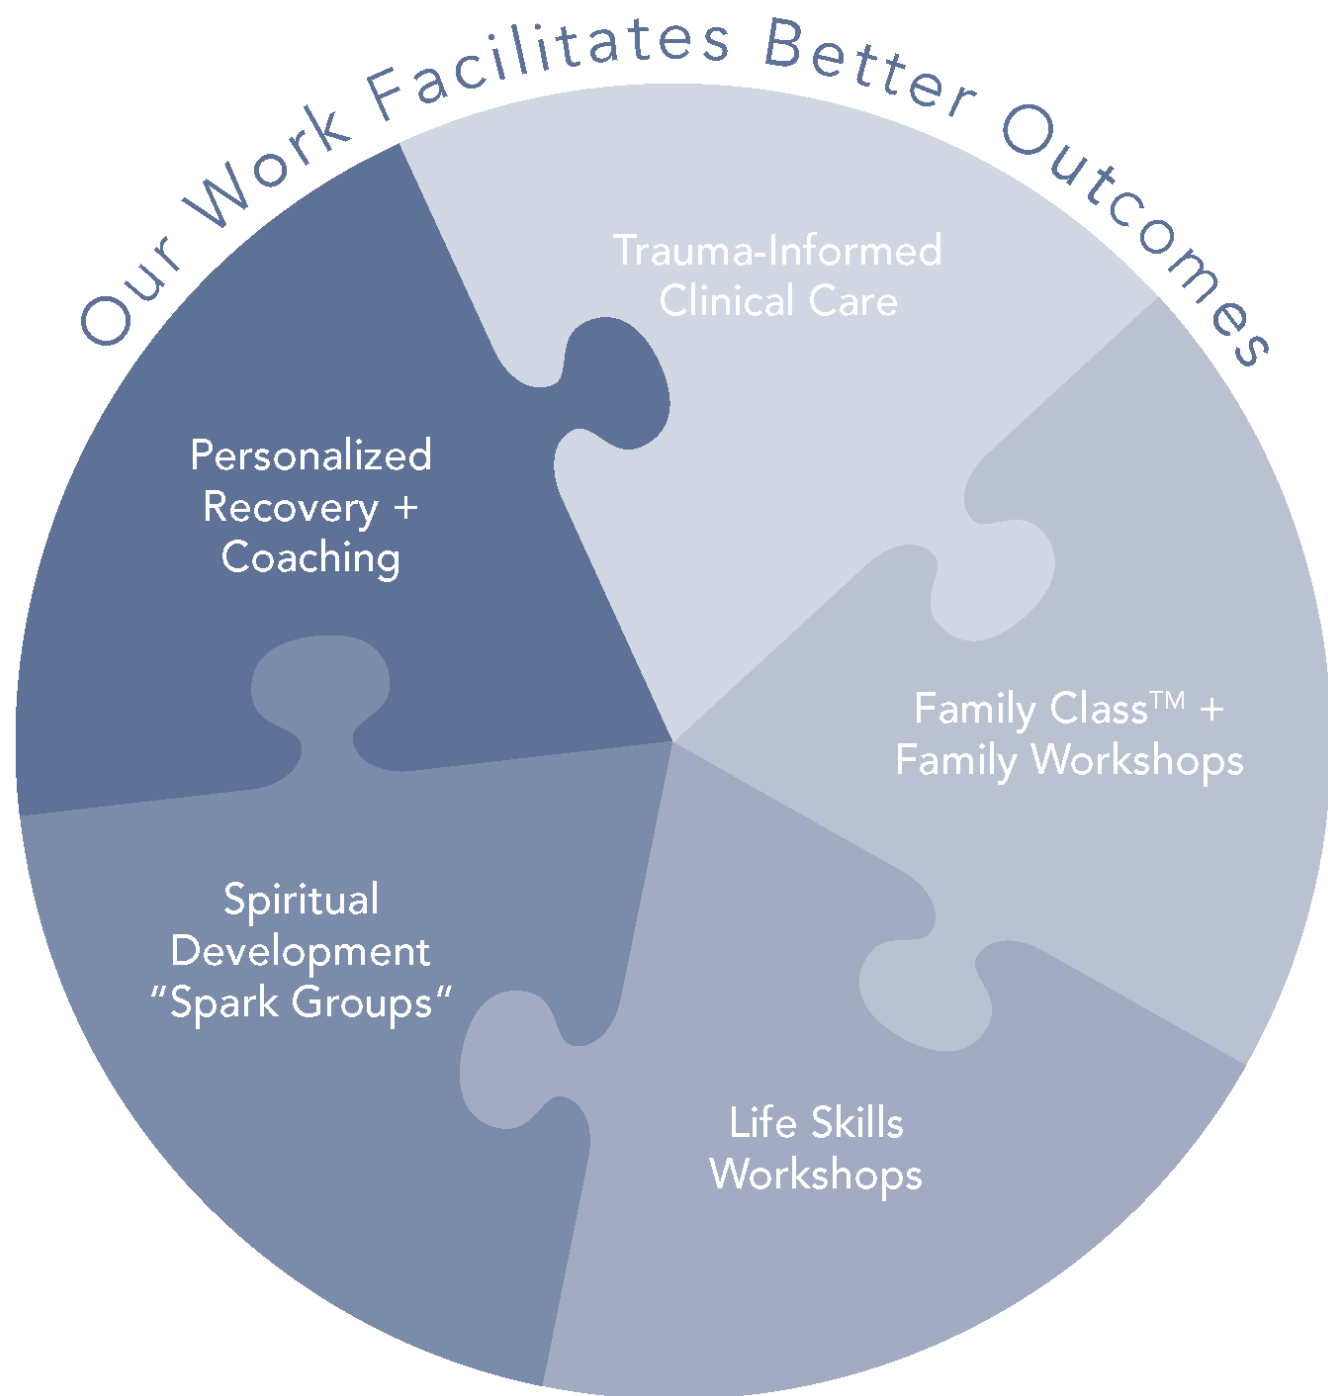 Our Work Facilitates Better Outcomes
Trauma-Informed
Clinical Care
Personalized
Recovery +
Coaching
Family Class™ +
Family Workshops
Spiritual
Development
“Spark Groups“
Life Skills
Workshops